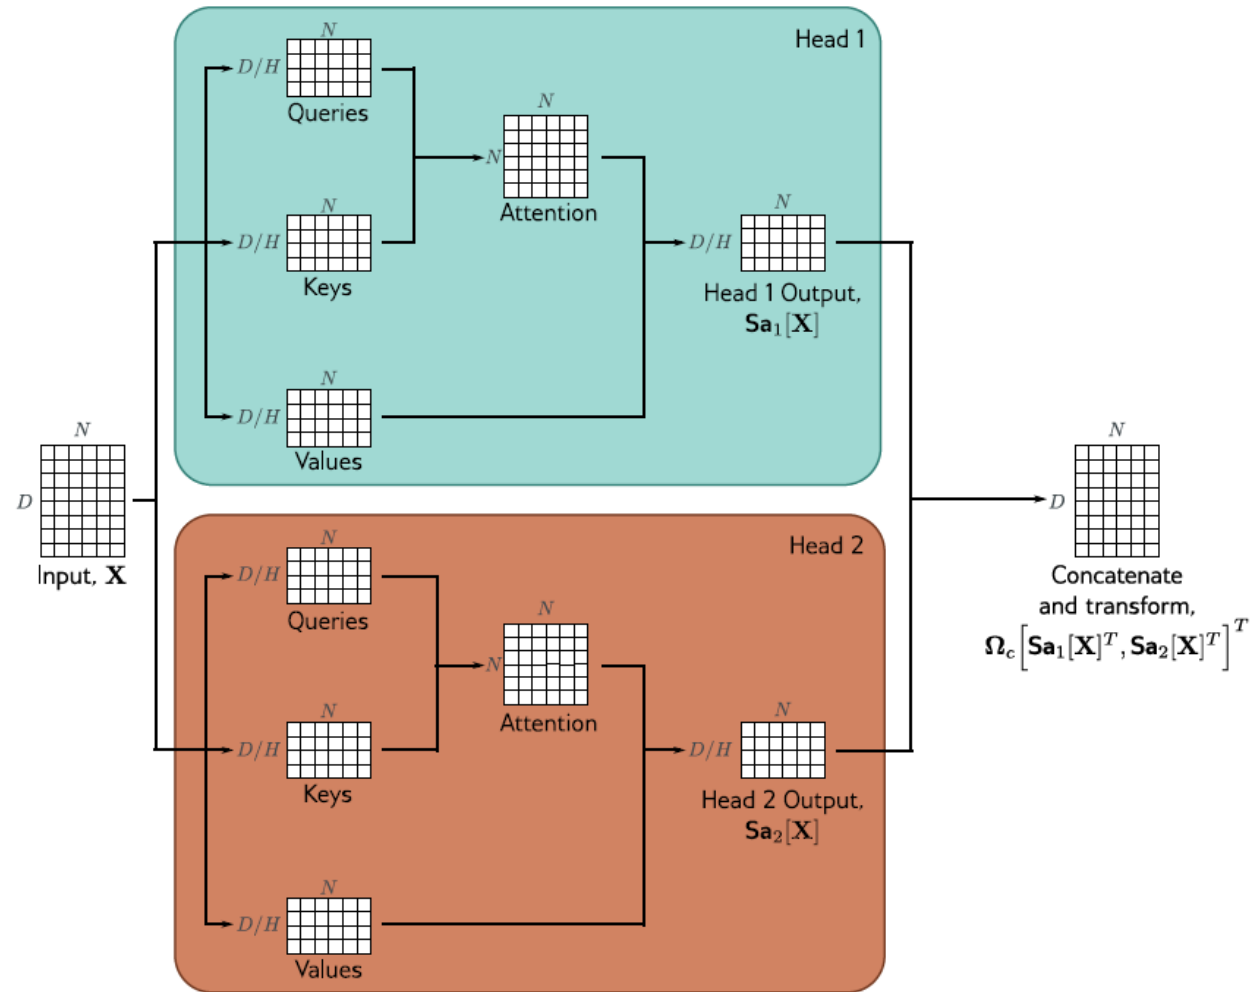 Head 1
N
D/H
Queries
N
N
Attention
N
D/H
Keys
N
D/H
Head 1 Output,
Sa₁[X]
N
D/H
Values
N
D
Input, X
N
D
Concatenate
and transform,
Ω_c[Sa₁[X]ᵀ, Sa₂[X]ᵀ]ᵀ
Head 2
N
D/H
Queries
N
N
Attention
N
D/H
Keys
N
D/H
Head 2 Output,
Sa₂[X]
N
D/H
Values